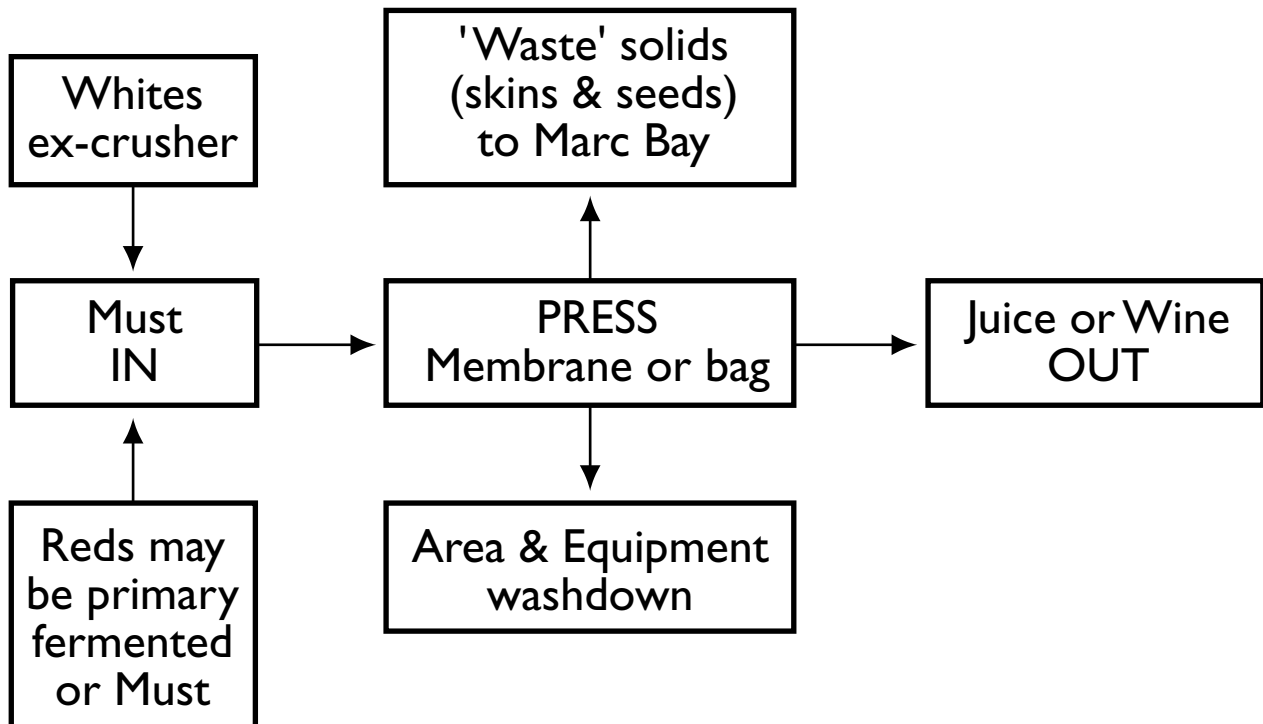 Whites
ex-crusher
'Waste' solids
(skins & seeds)
to Marc Bay
Must
IN
PRESS
Membrane or bag
Juice or Wine
OUT
Reds may
be primary
fermented
or Must
Area & Equipment
washdown